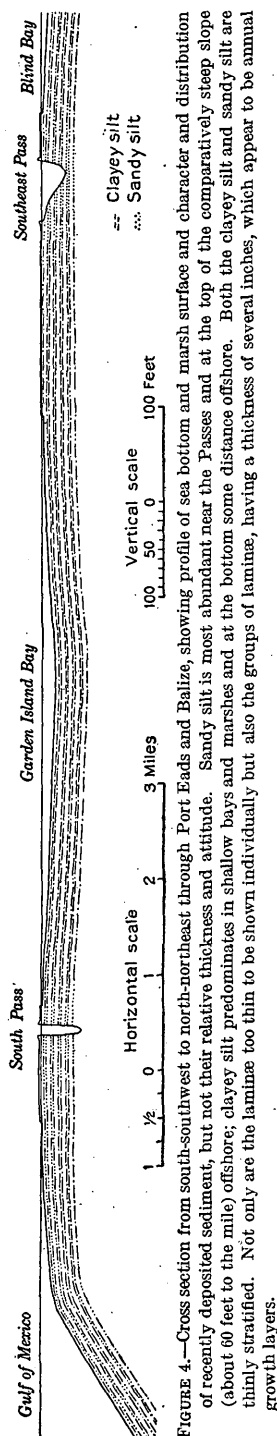 Gulf of Mexico
South Pass
Garden Island Bay
Southeast Pass
Blind Bay
Clayey silt
Sandy silt
Horizontal scale
1 ½ 0 1 2 3 Miles
Vertical scale
100 50 0 100 Feet
FIGURE 4.—Cross section from south-southwest to north-northeast through Port Eads and Balize, showing profile of sea bottom and marsh surface and character and distribution
of recently deposited sediment, but not their relative thickness and attitude. Sandy silt is most abundant near the Passes and at the top of the comparatively steep slope
(about 60 feet to the mile) offshore; clayey silt predominates in shallow bays and marshes and at the bottom some distance offshore. Both the clayey silt and sandy silt are
thinly stratified. Not only are the laminæ too thin to be shown individually but also the groups of laminæ, having a thickness of several inches, which appear to be annual
growth layers.